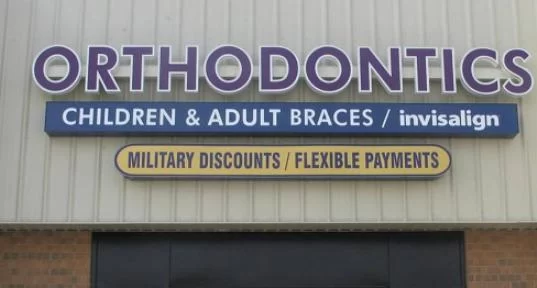 ORTHODONTICS
CHILDREN & ADULT BRACES / invisalign
MILITARY DISCOUNTS / FLEXIBLE PAYMENTS